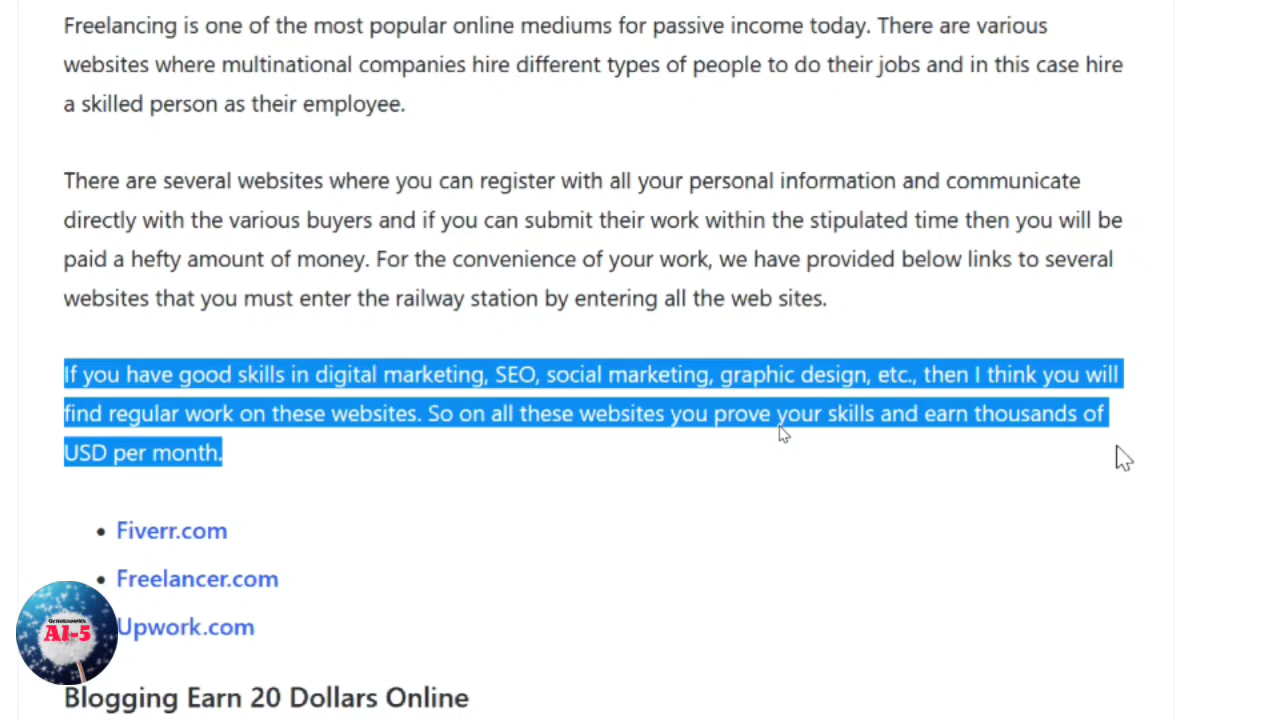 Freelancing is one of the most popular online mediums for passive income today. There are various
websites where multinational companies hire different types of people to do their jobs and in this case hire
a skilled person as their employee.
There are several websites where you can register with all your personal information and communicate
directly with the various buyers and if you can submit their work within the stipulated time then you will be
paid a hefty amount of money. For the convenience of your work, we have provided below links to several
websites that you must enter the railway station by entering all the web sites.
If you have good skills in digital marketing, SEO, social marketing, graphic design, etc., then I think you will
find regular work on these websites. So on all these websites you prove your skills and earn thousands of
USD per month.
• Fiverr.com
• Freelancer.com
Upwork.com
AI-5
Blogging Earn 20 Dollars Online